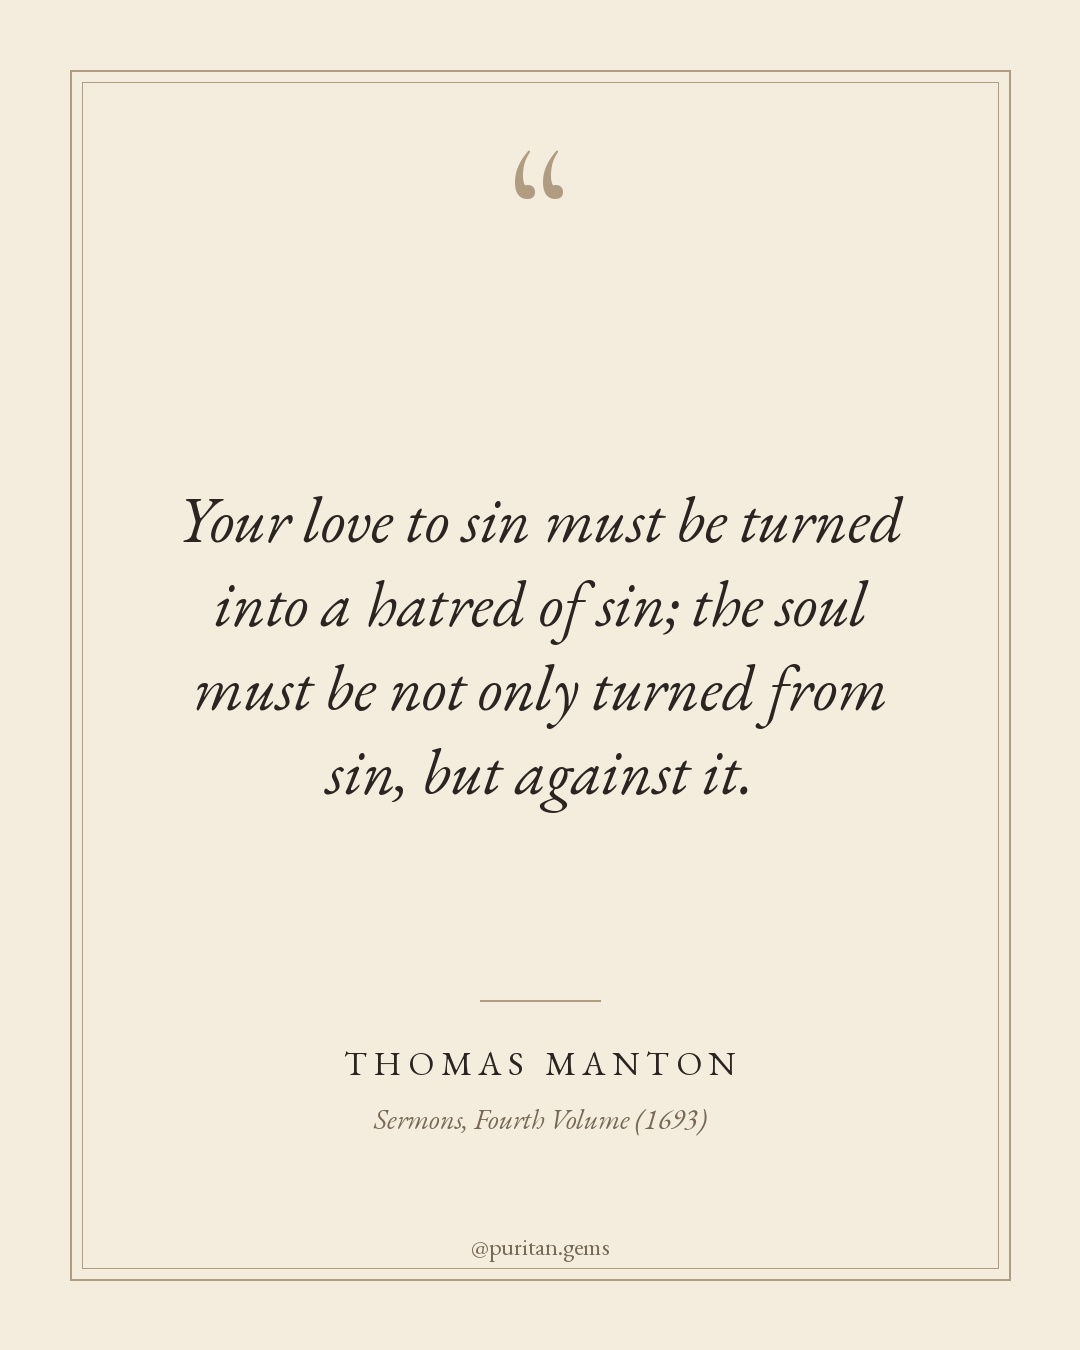 “
Your love to sin must be turned
into a hatred of sin; the soul
must be not only turned from
sin, but against it.
THOMAS MANTON
Sermons, Fourth Volume (1693)
@puritan.gems